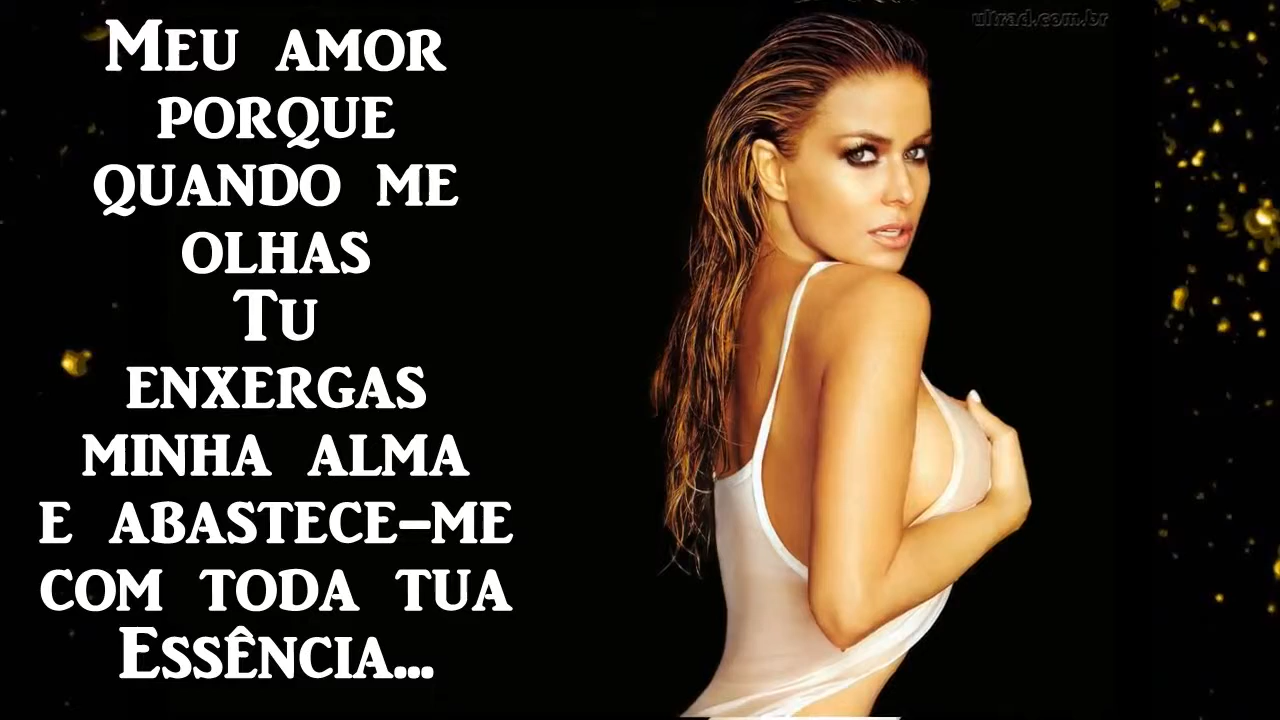 Meu amor
porque
quando me
olhas
Tu
enxergas
minha alma
e abastece-me
com toda tua
Essência...
ultrad.com.br